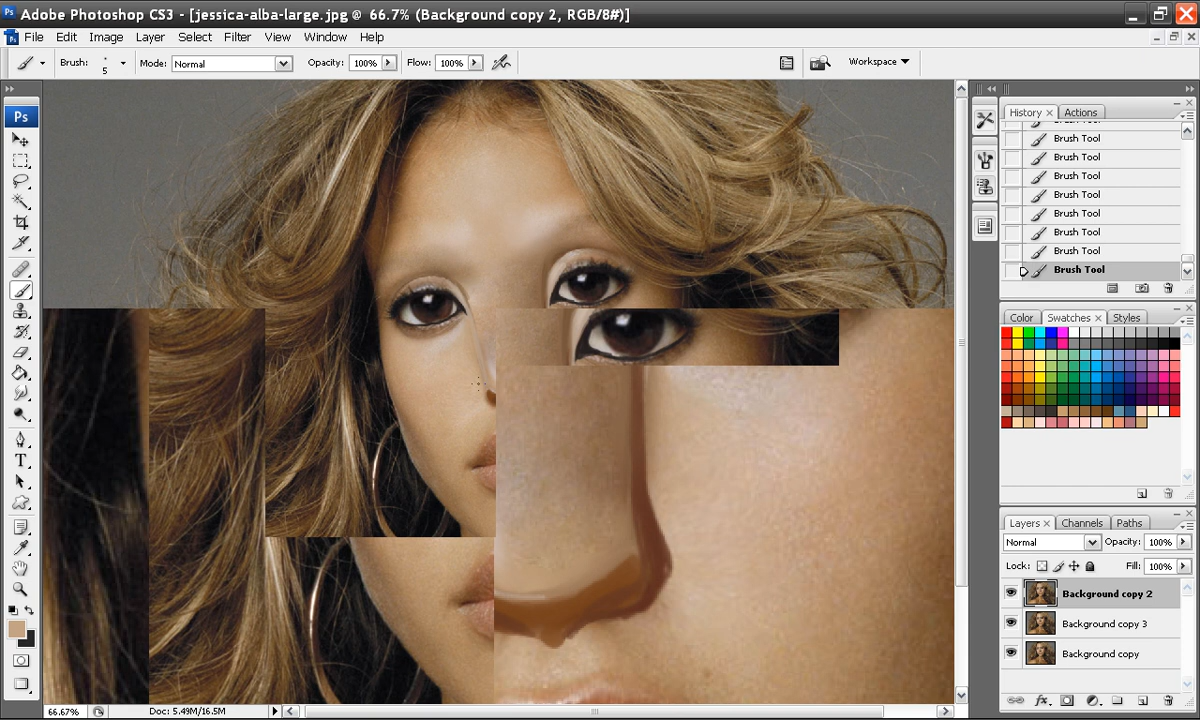 Adobe Photoshop CS3 - [jessica-alba-large.jpg @ 66.7% (Background copy 2, RGB/8#)]
File Edit Image Layer Select Filter View Window Help
Brush: 5 Mode: Normal Opacity: 100% Flow: 100% Workspace
Ps
History Actions
Brush Tool
Brush Tool
Brush Tool
Brush Tool
Brush Tool
Brush Tool
Brush Tool
Brush Tool
Brush Tool
Color Swatches Styles
Layers Channels Paths
Normal Opacity: 100%
Lock: Fill: 100%
Background copy 2
Background copy 3
Background copy
66.67% Doc: 5.49M/16.5M